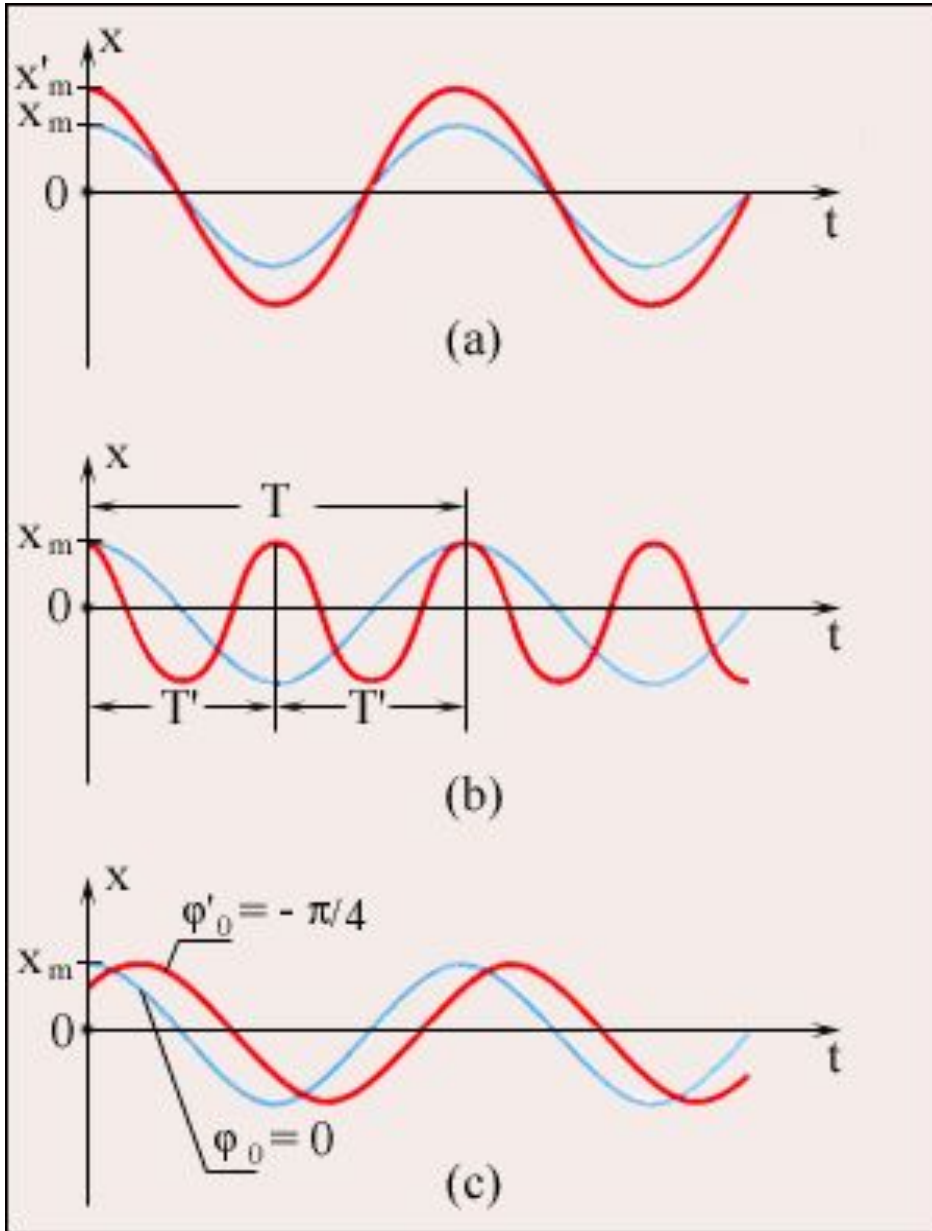 x
x'm
xm
0
t
(a)
x
T
xm
0
t
T' T'
(b)
x
φ'0 = - π/4
xm
0
t
φ0 = 0
(c)